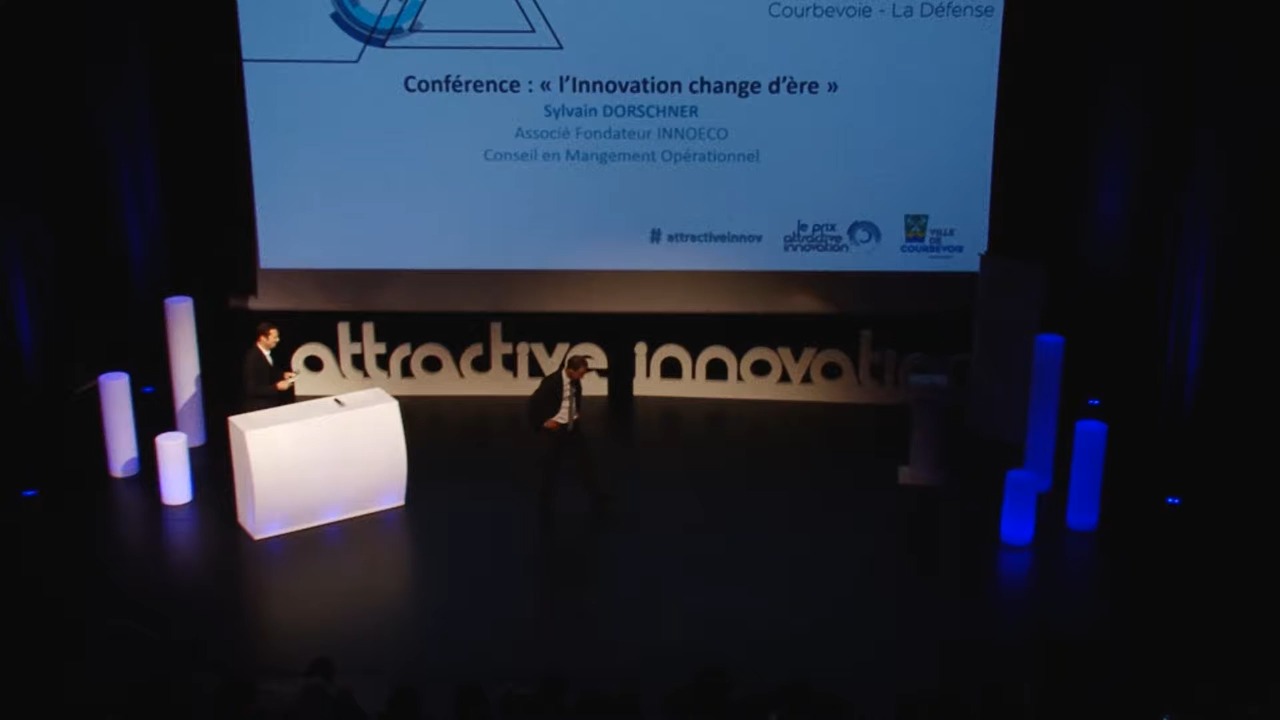 Courbevoie - La Défense
Conférence : « l’Innovation change d’ère »
Sylvain DORSCHNER
Associé Fondateur INNOECO
Conseil en Mangement Opérationnel
# attractiveinnov
le prix
attractive
innovation
VILLE
DE
COURBEVOIE
attractive innovation